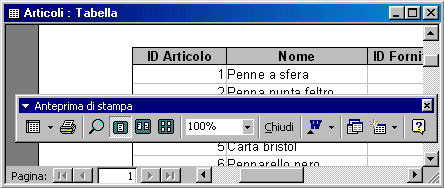 Articoli : Tabella
ID Articolo Nome ID Forni
1 Penne a sfera
2 Penna punta feltro
Anteprima di stampa
100% Chiudi W
5 Carta bristol
6 Pennarello nero
Pagina: 1